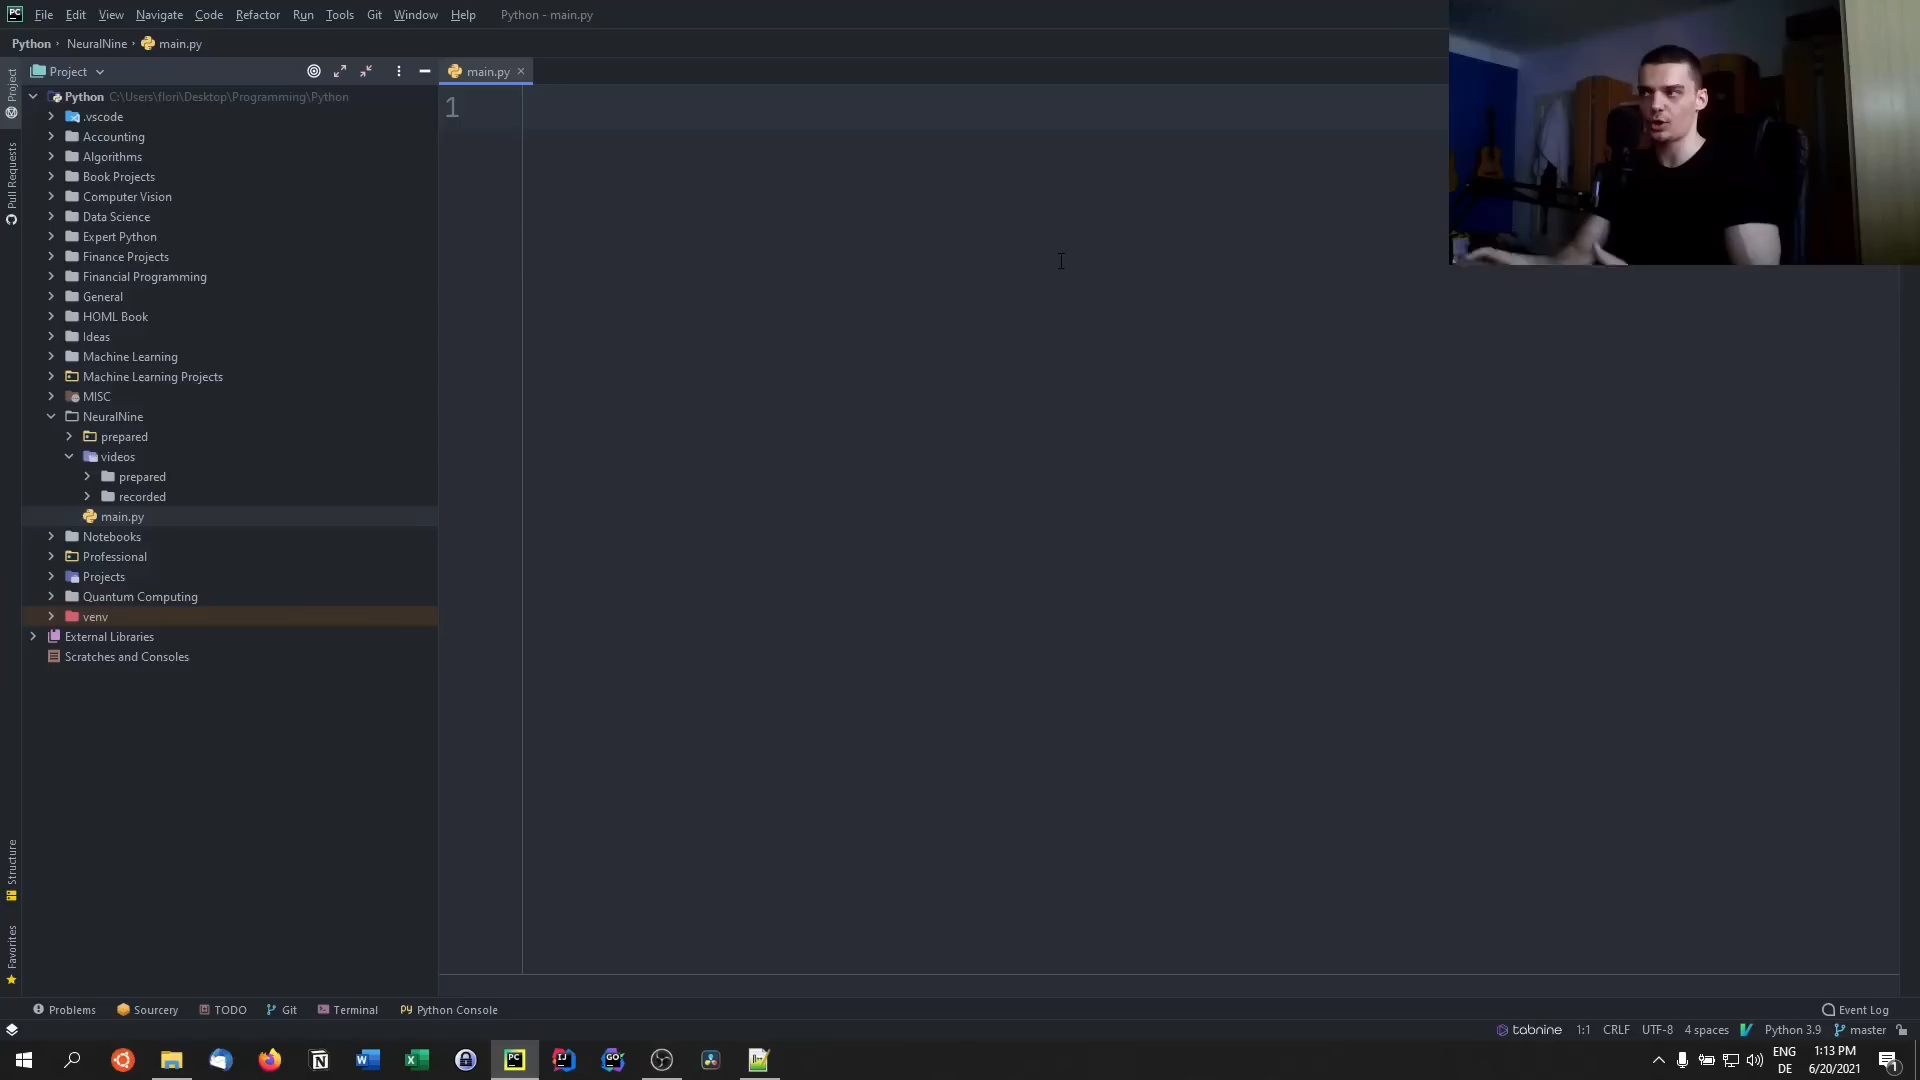 PC File Edit View Navigate Code Refactor Run Tools Git Window Help Python - main.py
Python › NeuralNine › main.py
Project
Project
main.py
1
Python C:\Users\flori\Desktop\Programming\Python
.vscode
Accounting
Algorithms
Book Projects
Computer Vision
Data Science
Expert Python
Finance Projects
Financial Programming
General
HOML Book
Ideas
Machine Learning
Machine Learning Projects
MISC
NeuralNine
prepared
videos
prepared
recorded
main.py
Notebooks
Professional
Projects
Quantum Computing
venv
External Libraries
Scratches and Consoles
Pull Requests
Structure
Favorites
Problems Sourcery TODO Git Terminal Python Console Event Log
tabnine 1:1 CRLF UTF-8 4 spaces Python 3.9 master
N W X PC IJ GO ENG 1:13 PM
DE 6/20/2021 1